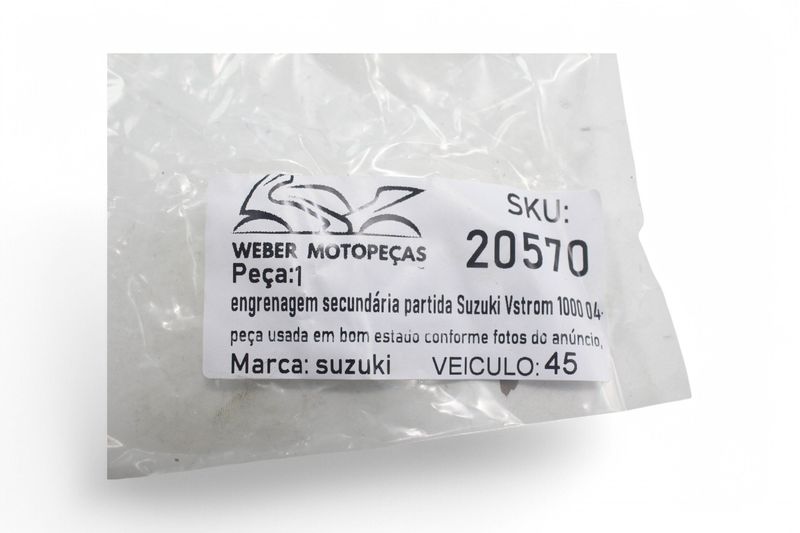 WEBER MOTOPEÇAS
SKU:
20570
Peça:1
engrenagem secundária partida Suzuki Vstrom 1000 04-
peça usada em bom estado conforme fotos do anúncio,
Marca: suzuki VEICULO: 45